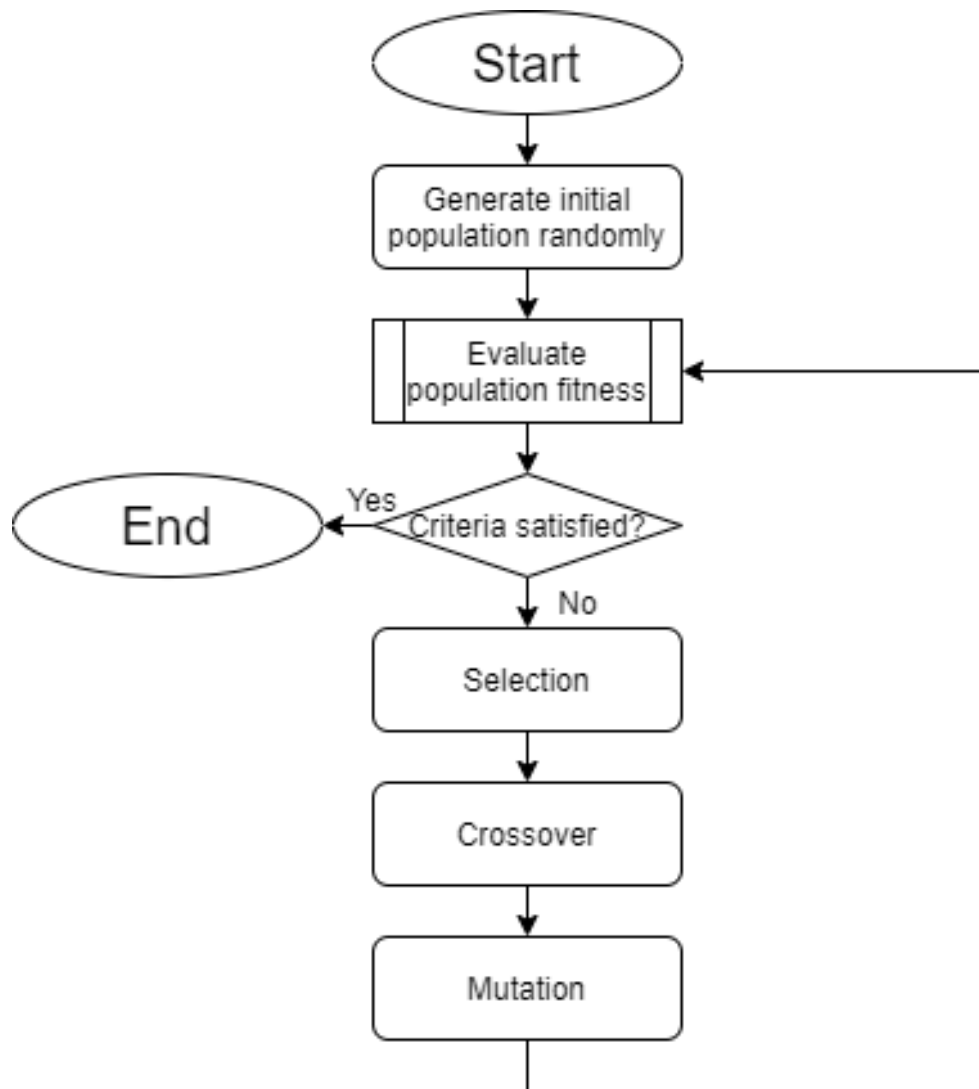 Start
Generate initial
population randomly
Evaluate
population fitness
Yes
End
Criteria satisfied?
No
Selection
Crossover
Mutation